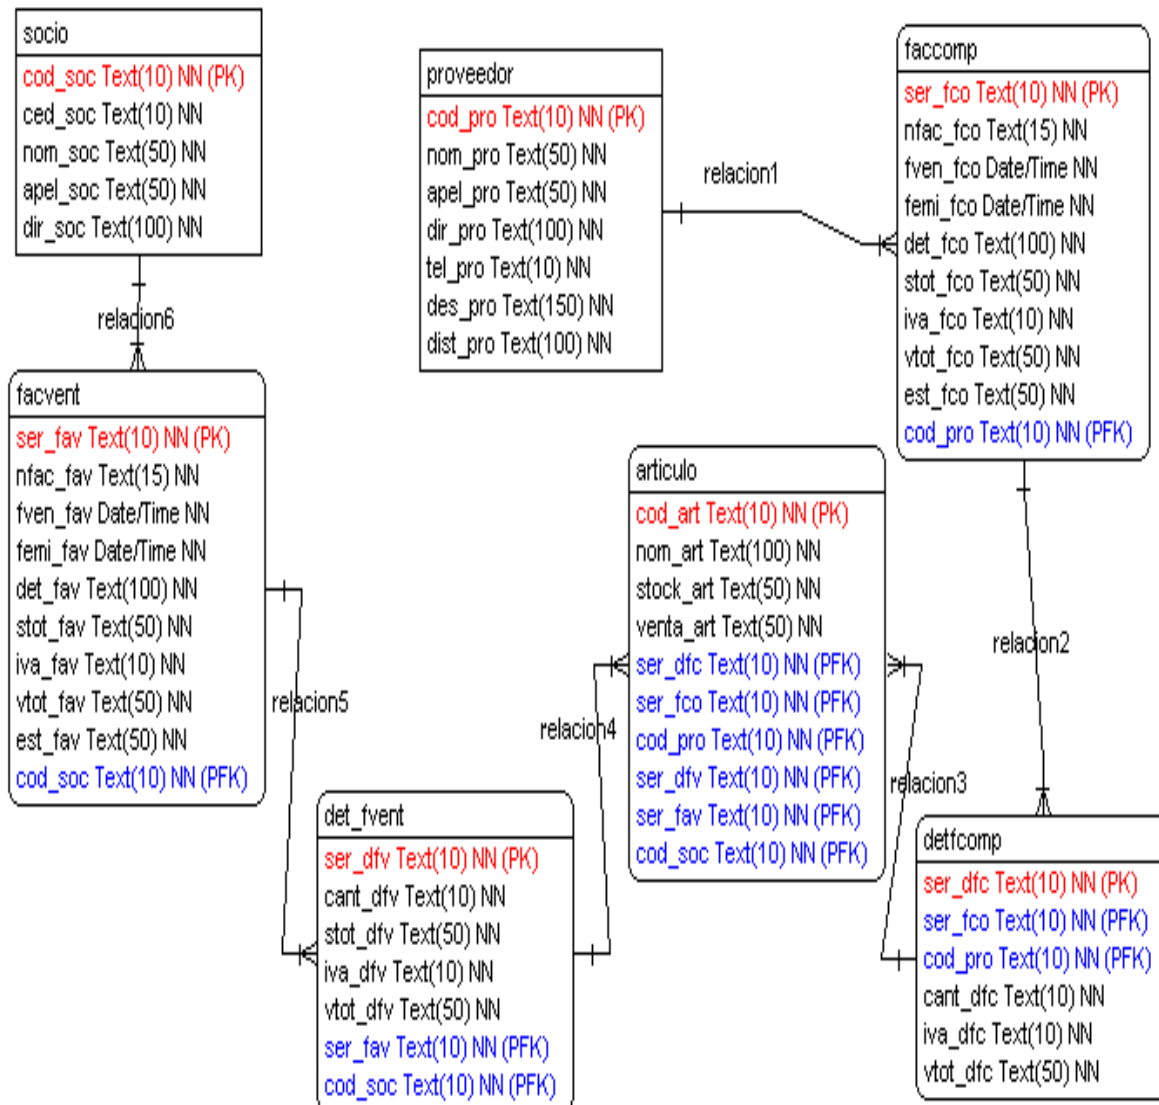 socio
cod_soc Text(10) NN (PK)
ced_soc Text(10) NN
nom_soc Text(50) NN
apel_soc Text(50) NN
dir_soc Text(100) NN
relacion6
proveedor
cod_pro Text(10) NN (PK)
nom_pro Text(50) NN
apel_pro Text(50) NN
dir_pro Text(100) NN
tel_pro Text(10) NN
des_pro Text(150) NN
dist_pro Text(100) NN
relacion1
faccomp
ser_fco Text(10) NN (PK)
nfac_fco Text(15) NN
fven_fco Date/Time NN
femi_fco Date/Time NN
det_fco Text(100) NN
stot_fco Text(50) NN
iva_fco Text(10) NN
vtot_fco Text(50) NN
est_fco Text(50) NN
cod_pro Text(10) NN (PFK)
facvent
ser_fav Text(10) NN (PK)
nfac_fav Text(15) NN
fven_fav Date/Time NN
femi_fav Date/Time NN
det_fav Text(100) NN
stot_fav Text(50) NN
iva_fav Text(10) NN
vtot_fav Text(50) NN
est_fav Text(50) NN
cod_soc Text(10) NN (PFK)
relacion5
articulo
cod_art Text(10) NN (PK)
nom_art Text(100) NN
stock_art Text(50) NN
venta_art Text(50) NN
ser_dfc Text(10) NN (PFK)
ser_fco Text(10) NN (PFK)
cod_pro Text(10) NN (PFK)
ser_dfv Text(10) NN (PFK)
ser_fav Text(10) NN (PFK)
cod_soc Text(10) NN (PFK)
relacion4
relacion2
relacion3
det_fvent
ser_dfv Text(10) NN (PK)
cant_dfv Text(10) NN
stot_dfv Text(50) NN
iva_dfv Text(10) NN
vtot_dfv Text(50) NN
ser_fav Text(10) NN (PFK)
cod_soc Text(10) NN (PFK)
detfcomp
ser_dfc Text(10) NN (PK)
ser_fco Text(10) NN (PFK)
cod_pro Text(10) NN (PFK)
cant_dfc Text(10) NN
iva_dfc Text(10) NN
vtot_dfc Text(50) NN